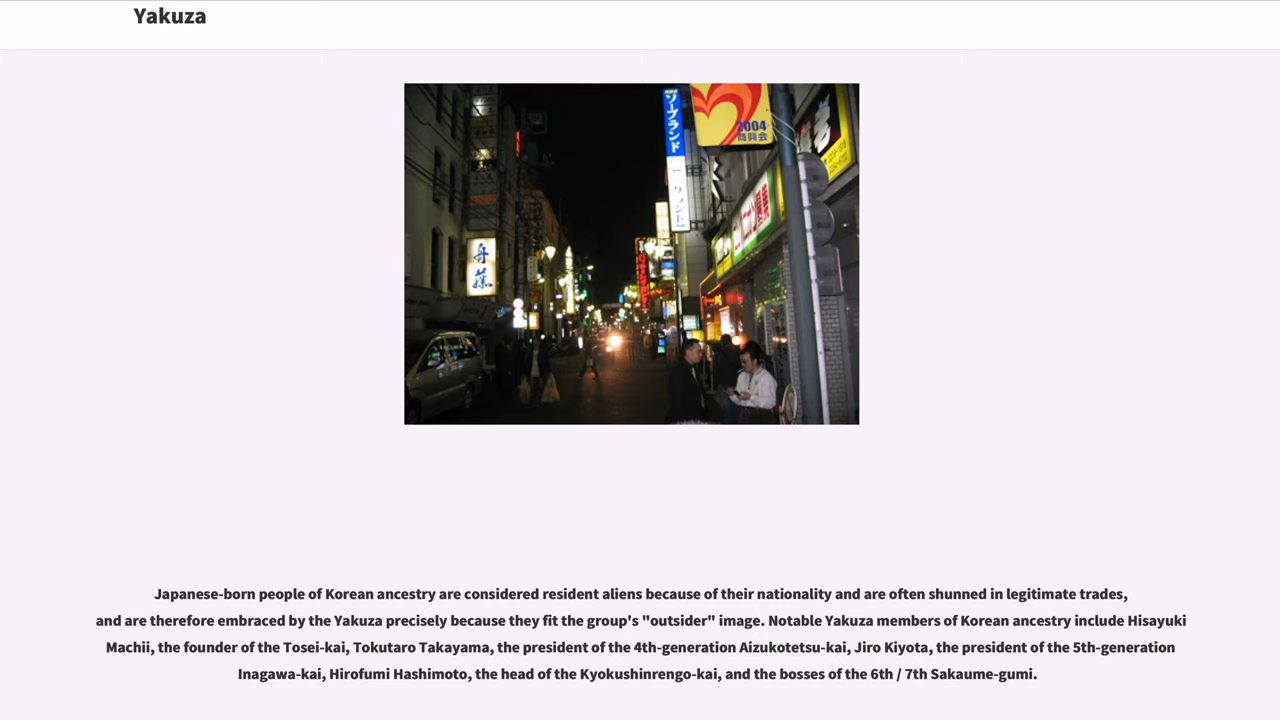 Yakuza
ソープランド
2004
商興会
舟藤
Japanese-born people of Korean ancestry are considered resident aliens because of their nationality and are often shunned in legitimate trades,
and are therefore embraced by the Yakuza precisely because they fit the group's "outsider" image. Notable Yakuza members of Korean ancestry include Hisayuki
Machii, the founder of the Tosei-kai, Tokutaro Takayama, the president of the 4th-generation Aizukotetsu-kai, Jiro Kiyota, the president of the 5th-generation
Inagawa-kai, Hirofumi Hashimoto, the head of the Kyokushinrengo-kai, and the bosses of the 6th / 7th Sakaume-gumi.